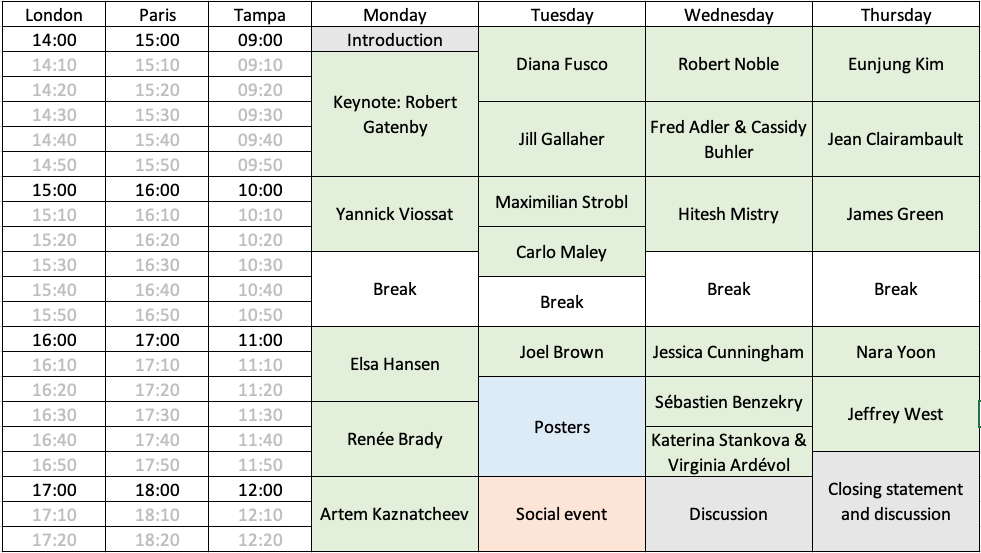 London Paris Tampa Monday Tuesday Wednesday Thursday
14:00 15:00 09:00 Introduction
14:10 15:10 09:10 Diana Fusco Robert Noble Eunjung Kim
14:20 15:20 09:20
Keynote: Robert
14:30 15:30 09:30
Gatenby Fred Adler & Cassidy
14:40 15:40 09:40 Jill Gallaher Jean Clairambault
Buhler
14:50 15:50 09:50
15:00 16:00 10:00
Maximilian Strobl
15:10 16:10 10:10 Yannick Viossat Hitesh Mistry James Green
15:20 16:20 10:20
Carlo Maley
15:30 16:30 10:30
15:40 16:40 10:40 Break Break Break Break
15:50 16:50 10:50
16:00 17:00 11:00
Joel Brown Jessica Cunningham Nara Yoon
16:10 17:10 11:10 Elsa Hansen
16:20 17:20 11:20
Sébastien Benzekry
16:30 17:30 11:30 Jeffrey West
Posters
16:40 17:40 11:40 Renée Brady Katerina Stankova &
16:50 17:50 11:50 Virginia Ardévol
17:00 18:00 12:00 Closing statement
17:10 18:10 12:10 Artem Kaznatcheev Social event Discussion and discussion
17:20 18:20 12:20